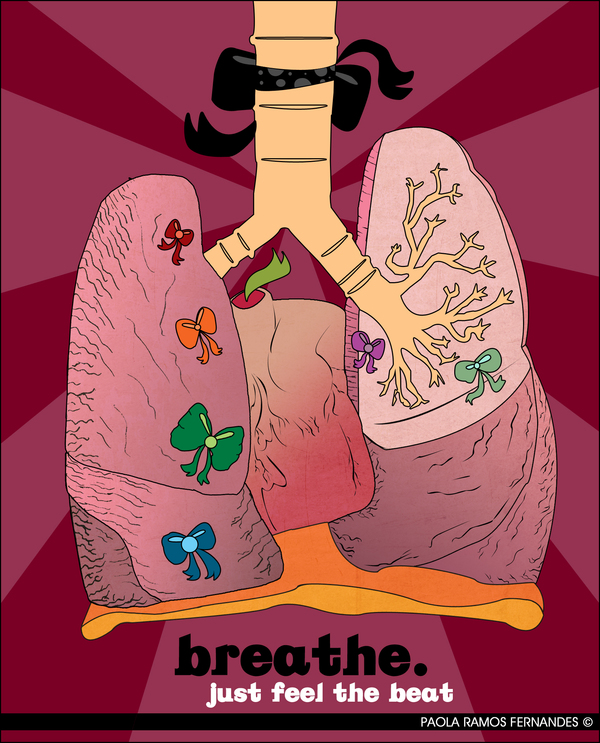 breathe.
just feel the beat
PAOLA RAMOS FERNANDES ©